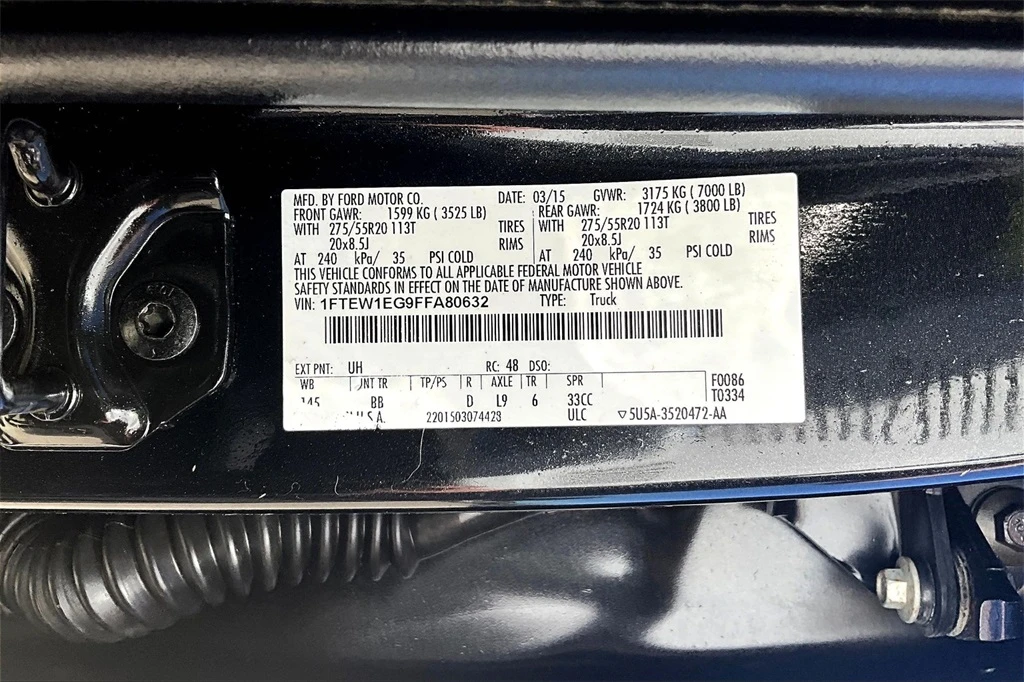 MFD. BY FORD MOTOR CO. DATE: 03/15 GVWR: 3175 KG ( 7000 LB)
FRONT GAWR: 1599 KG ( 3525 LB) REAR GAWR: 1724 KG ( 3800 LB)
WITH 275/55R20 113T TIRES WITH 275/55R20 113T TIRES
20x8.5J RIMS 20x8.5J RIMS
AT 240 kPa/ 35 PSI COLD AT 240 kPa/ 35 PSI COLD
THIS VEHICLE CONFORMS TO ALL APPLICABLE FEDERAL MOTOR VEHICLE
SAFETY STANDARDS IN EFFECT ON THE DATE OF MANUFACTURE SHOWN ABOVE.
VIN: 1FTEW1EG9FFA80632 TYPE: Truck
EXT PNT: UH RC: 48 DSO:
WB INT TR TP/PS R AXLE TR SPR F0086
145 BB D L9 6 33CC T0334
2201503074428 ULC ▽5U5A-3520472-AA